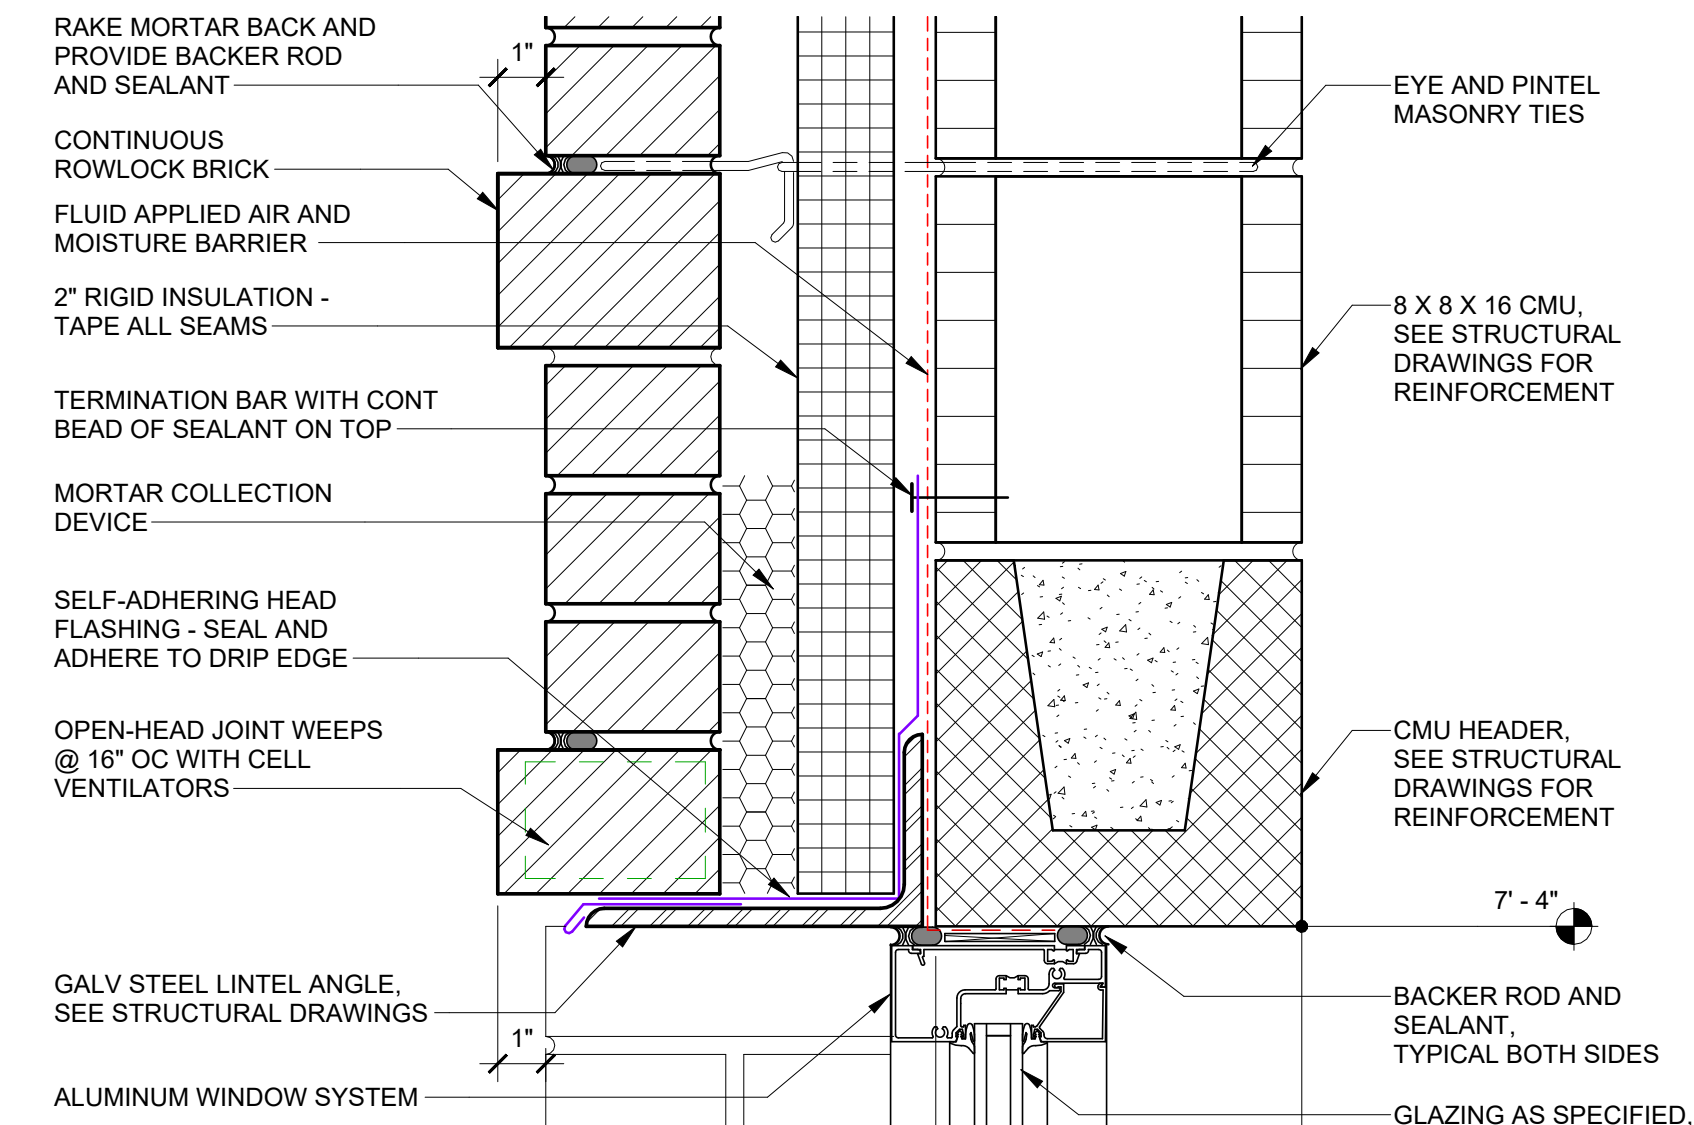 RAKE MORTAR BACK AND
PROVIDE BACKER ROD
AND SEALANT
1"
CONTINUOUS
ROWLOCK BRICK
FLUID APPLIED AIR AND
MOISTURE BARRIER
2" RIGID INSULATION -
TAPE ALL SEAMS
TERMINATION BAR WITH CONT
BEAD OF SEALANT ON TOP
MORTAR COLLECTION
DEVICE
SELF-ADHERING HEAD
FLASHING - SEAL AND
ADHERE TO DRIP EDGE
OPEN-HEAD JOINT WEEPS
@ 16" OC WITH CELL
VENTILATORS
GALV STEEL LINTEL ANGLE,
SEE STRUCTURAL DRAWINGS
1"
ALUMINUM WINDOW SYSTEM
EYE AND PINTEL
MASONRY TIES
8 X 8 X 16 CMU,
SEE STRUCTURAL
DRAWINGS FOR
REINFORCEMENT
CMU HEADER,
SEE STRUCTURAL
DRAWINGS FOR
REINFORCEMENT
7' - 4"
BACKER ROD AND
SEALANT,
TYPICAL BOTH SIDES
GLAZING AS SPECIFIED,